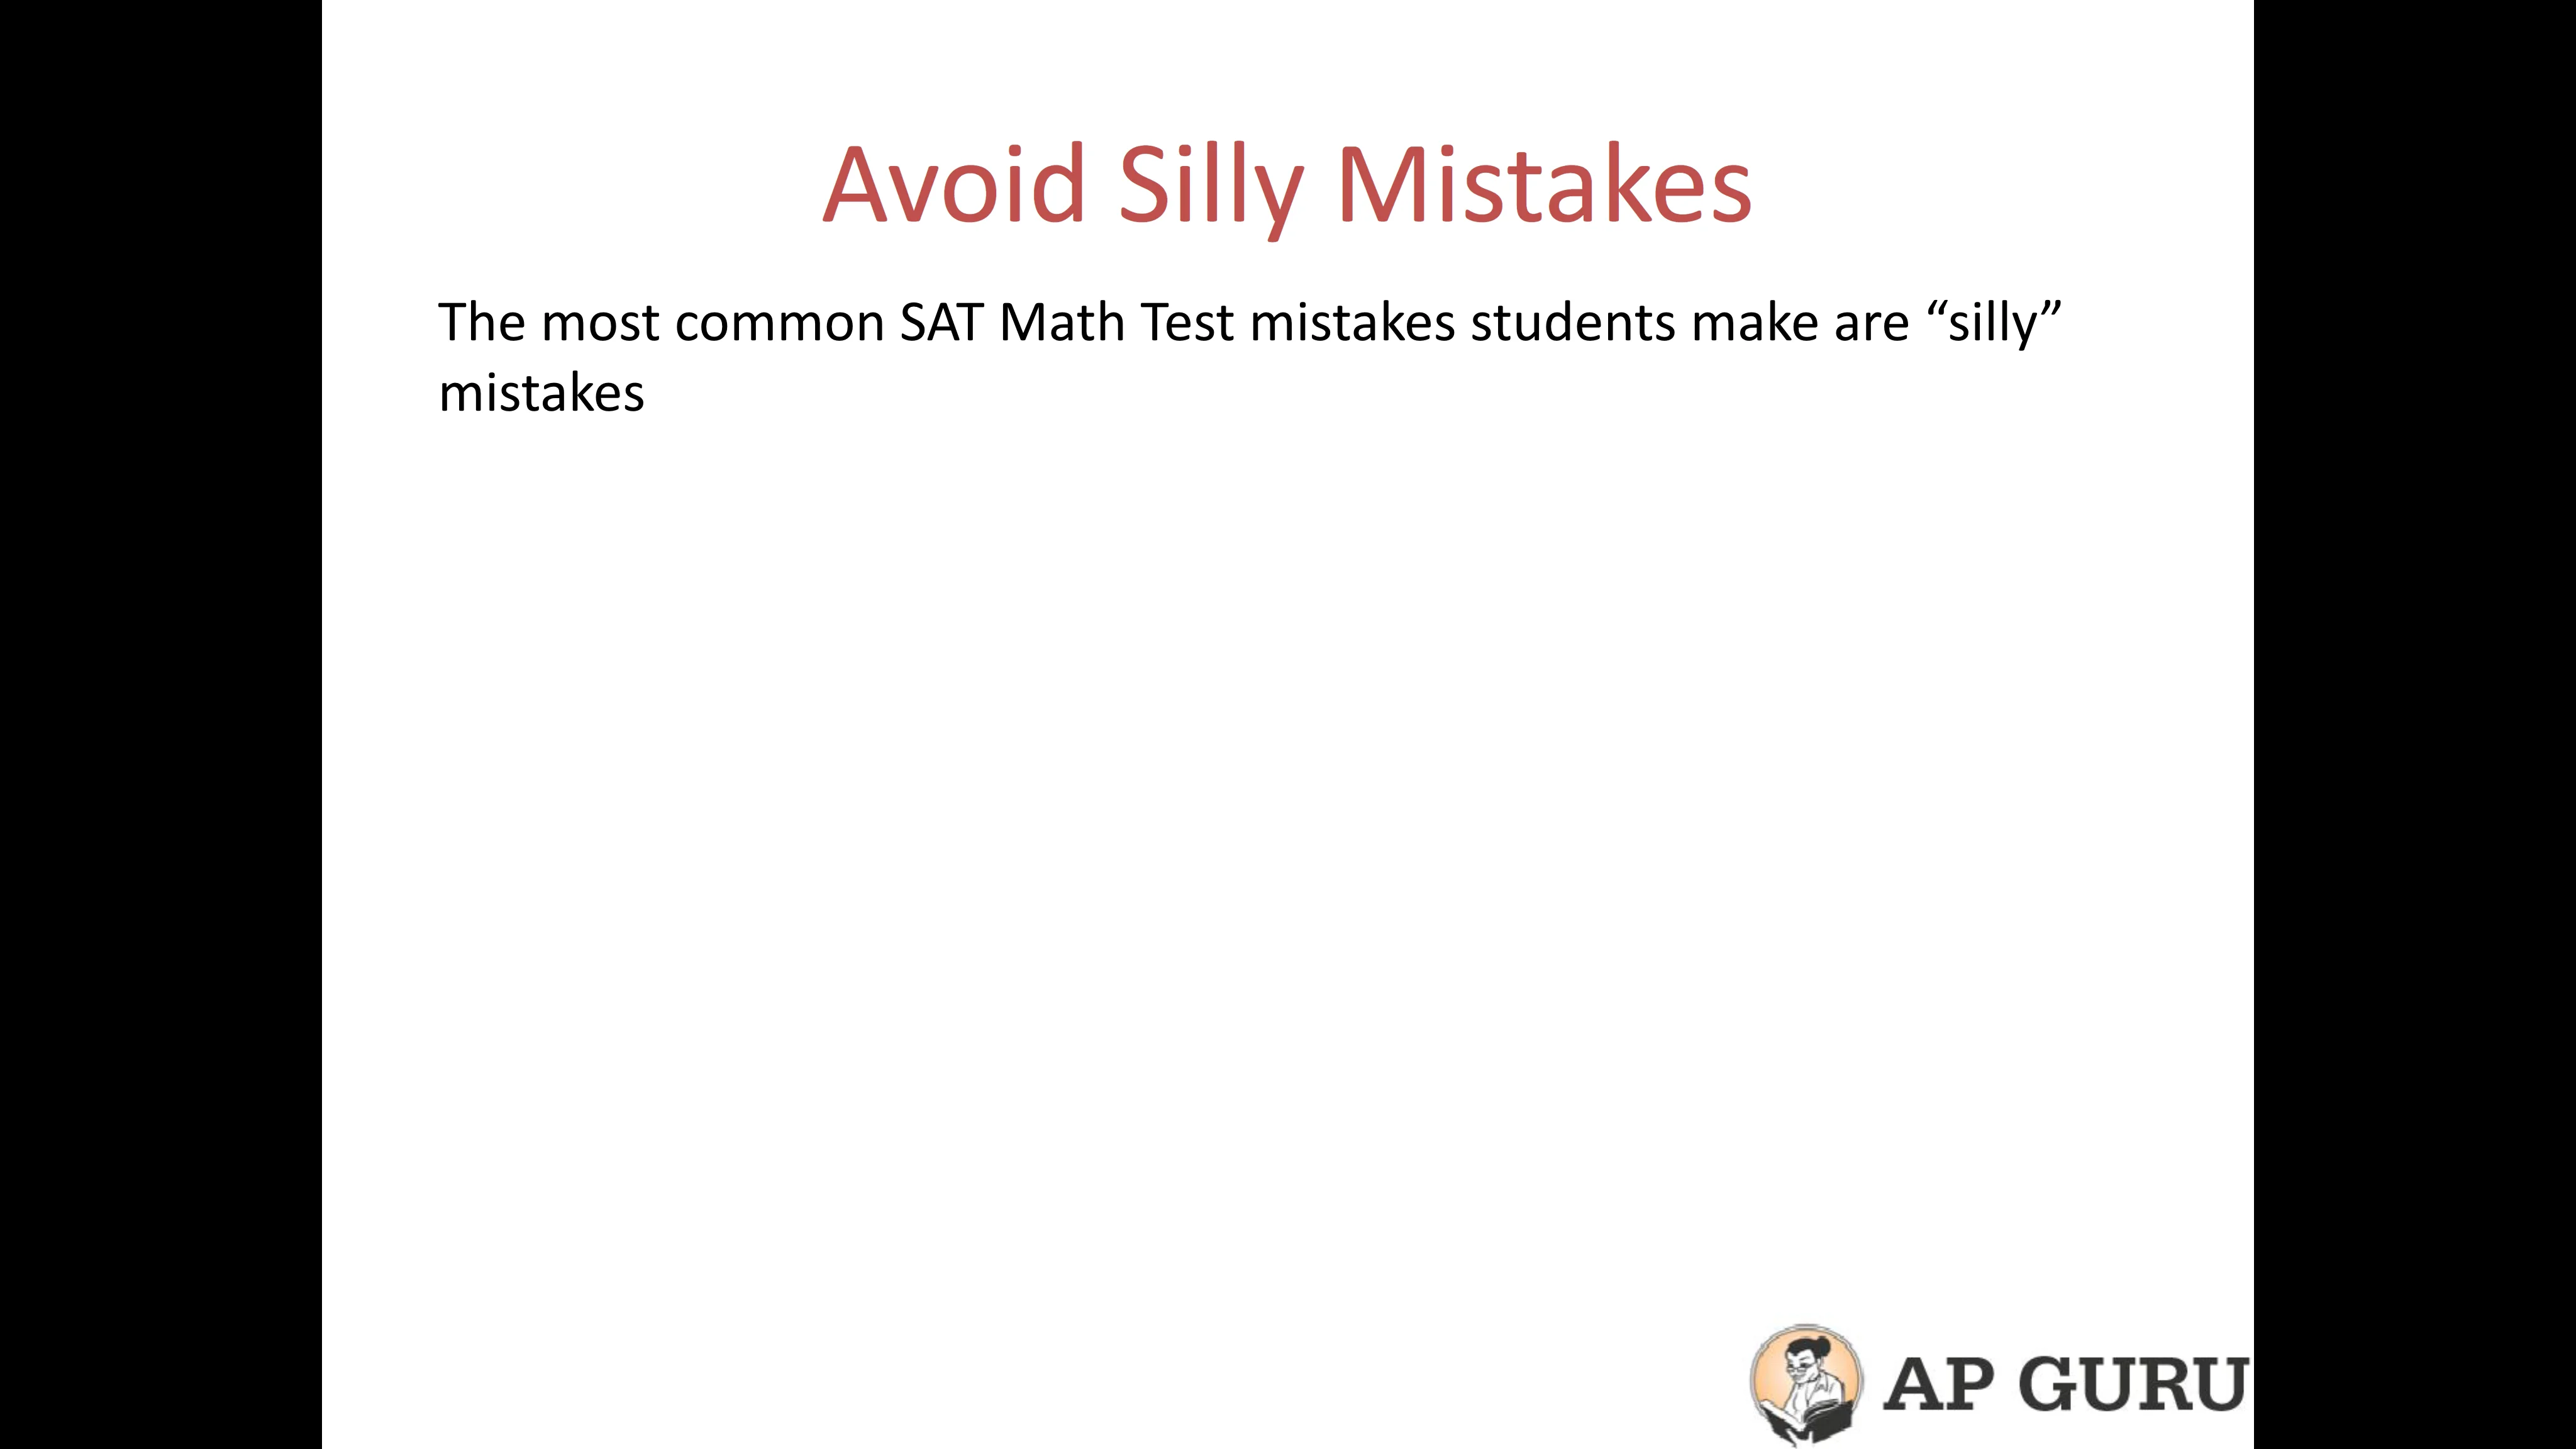 Avoid Silly Mistakes
The most common SAT Math Test mistakes students make are “silly”
mistakes
AP GURU